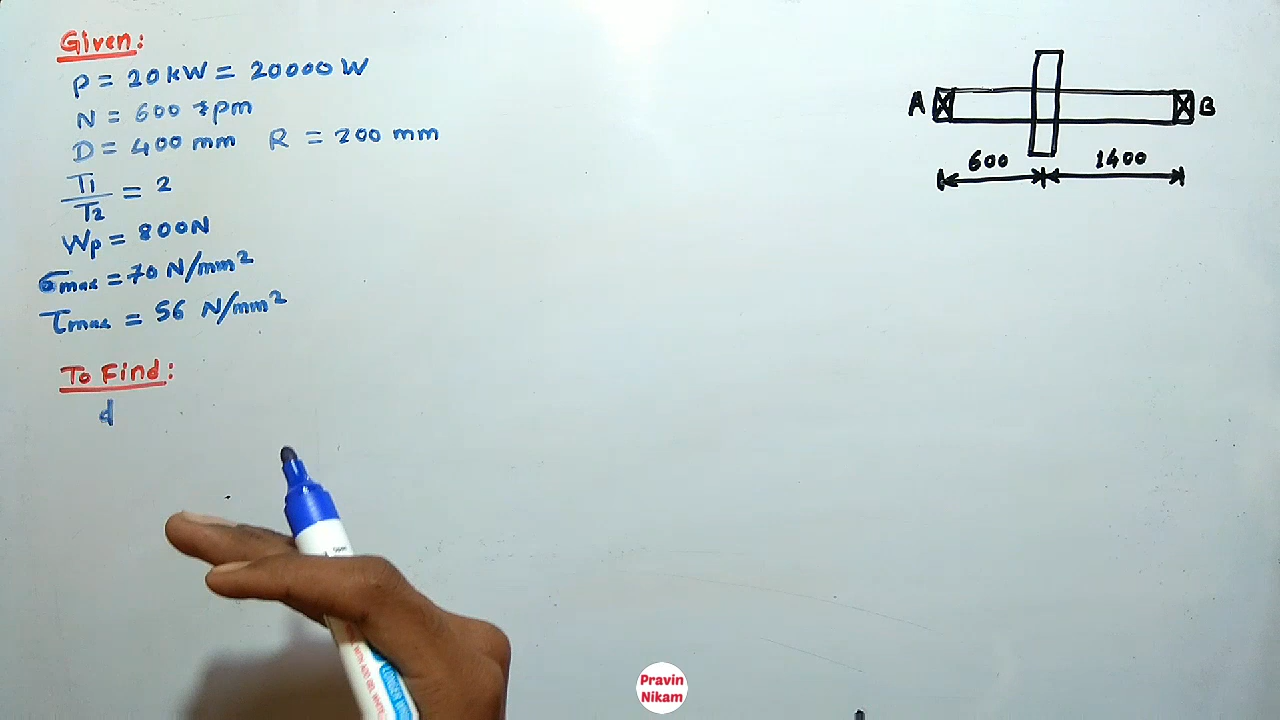 Given:
P = 20 kW = 20000 W
N = 600 rpm
D = 400 mm R = 200 mm
T1/T2 = 2
Wp = 800N
σmax = 70 N/mm²
τmax = 56 N/mm²
To Find:
d
A B
600 1400
Pravin
Nikam